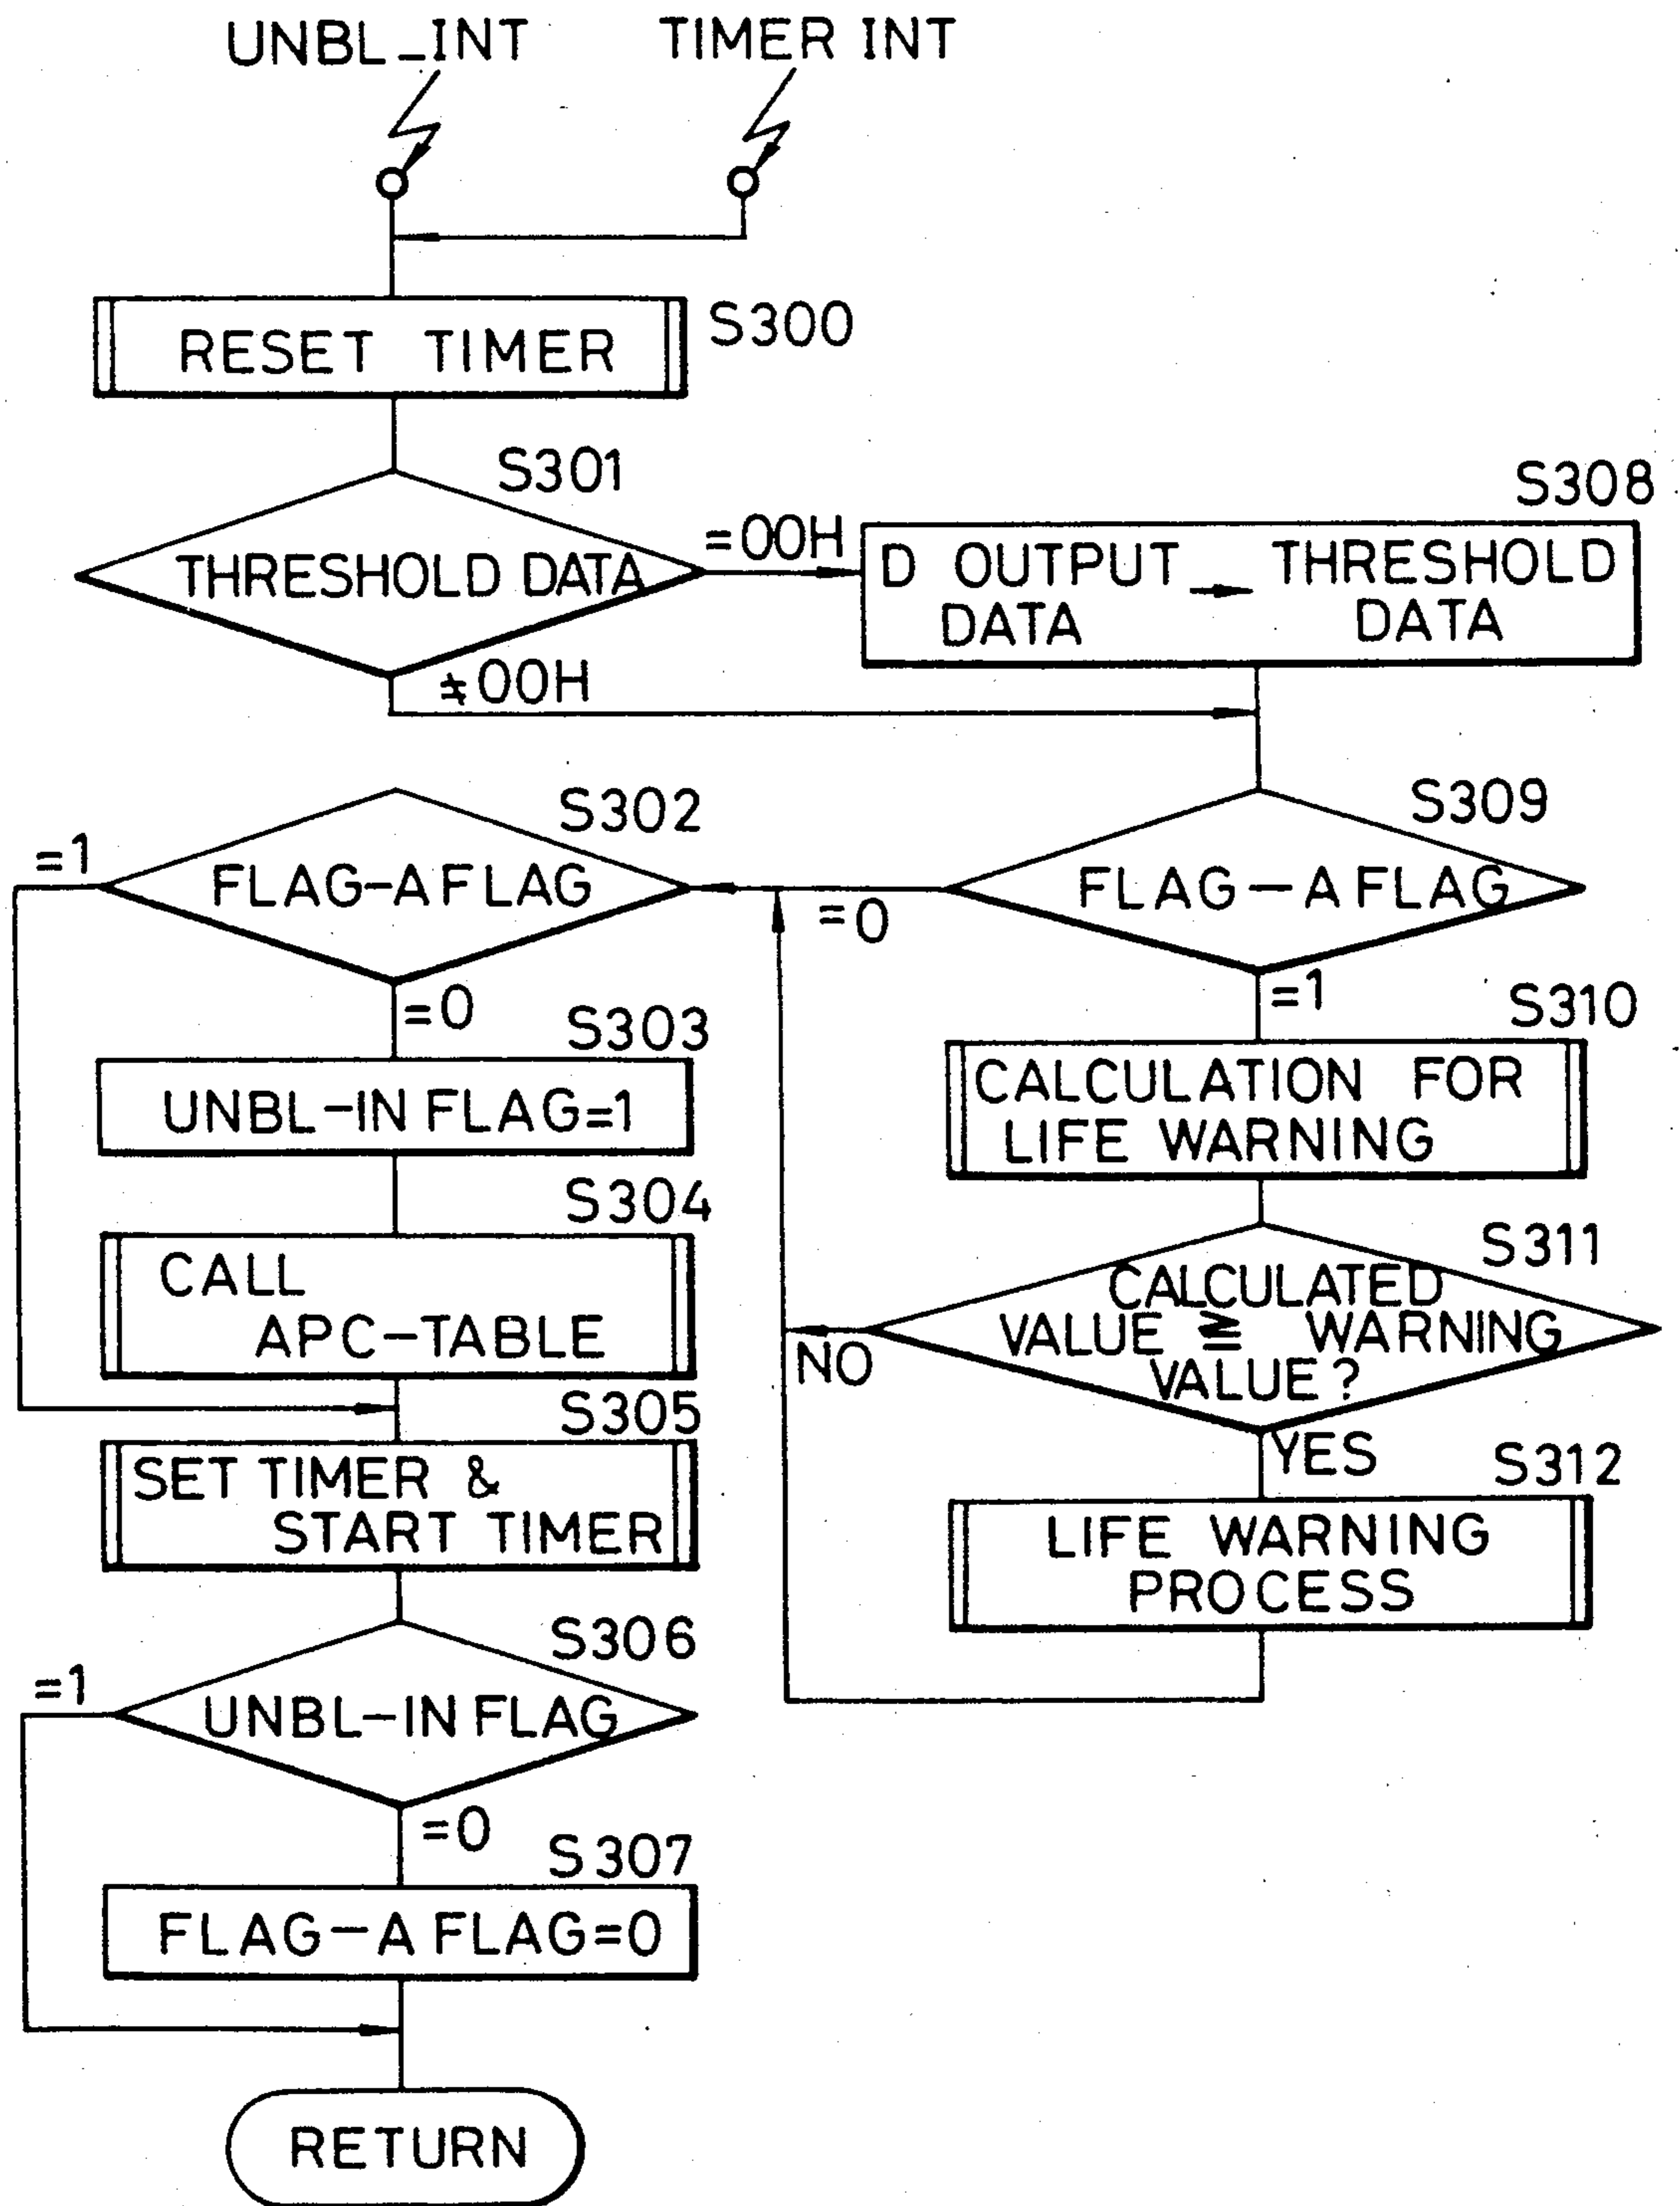 UNBL_INT
TIMER INT
RESET TIMER
S300
S301
THRESHOLD DATA
=00H
≠00H
S308
D OUTPUT DATA → THRESHOLD DATA
S302
=1
FLAG-A FLAG
=0
S309
FLAG-A FLAG
=0
=1
S303
UNBL-IN FLAG=1
S310
CALCULATION FOR
LIFE WARNING
S304
CALL
APC-TABLE
S311
CALCULATED
VALUE ≧ WARNING
VALUE?
NO
YES
S305
SET TIMER &
START TIMER
S312
LIFE WARNING
PROCESS
S306
=1
UNBL-IN FLAG
=0
S307
FLAG-A FLAG=0
RETURN